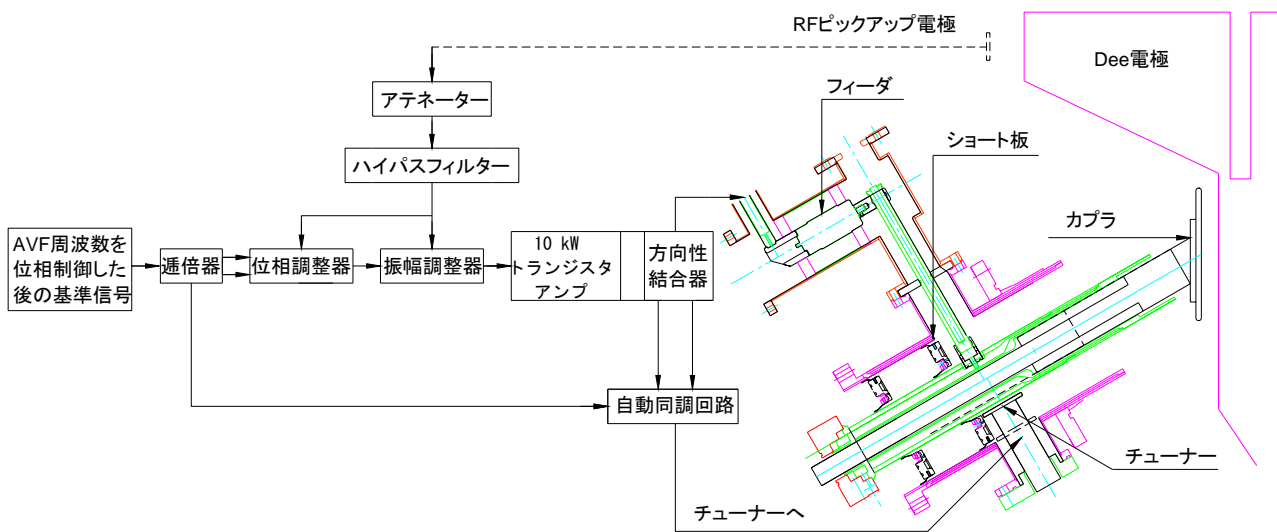 RFピックアップ電極
Dee電極
アテネーター
フィーダ
ショート板
ハイパスフィルター
カプラ
AVF周波数を
位相制御した
後の基準信号
逓倍器
位相調整器
振幅調整器
10 kW
トランジスタ
アンプ
方向性
結合器
自動同調回路
チューナー
チューナーへ